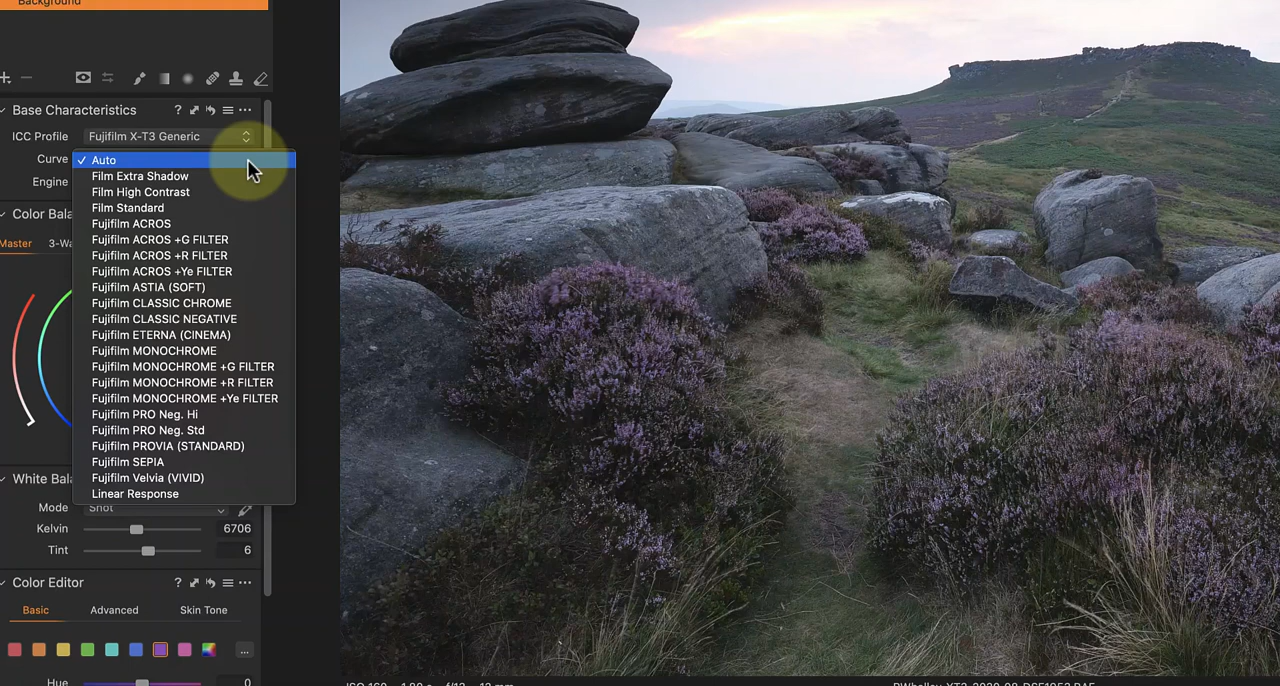 Background
Base Characteristics
?
ICC Profile Fujifilm X-T3 Generic
Curve
✓ Auto
Film Extra Shadow
Engine
Film High Contrast
Film Standard
Color Bala
Fujifilm ACROS
Master 3-Wa
Fujifilm ACROS +G FILTER
Fujifilm ACROS +R FILTER
Fujifilm ACROS +Ye FILTER
Fujifilm ASTIA (SOFT)
Fujifilm CLASSIC CHROME
Fujifilm CLASSIC NEGATIVE
Fujifilm ETERNA (CINEMA)
Fujifilm MONOCHROME
Fujifilm MONOCHROME +G FILTER
Fujifilm MONOCHROME +R FILTER
Fujifilm MONOCHROME +Ye FILTER
Fujifilm PRO Neg. Hi
Fujifilm PRO Neg. Std
Fujifilm PROVIA (STANDARD)
Fujifilm SEPIA
Fujifilm Velvia (VIVID)
Linear Response
White Bala
Mode Shot
Kelvin 6706
Tint 6
Color Editor ?
Basic Advanced Skin Tone
...
Hue 0